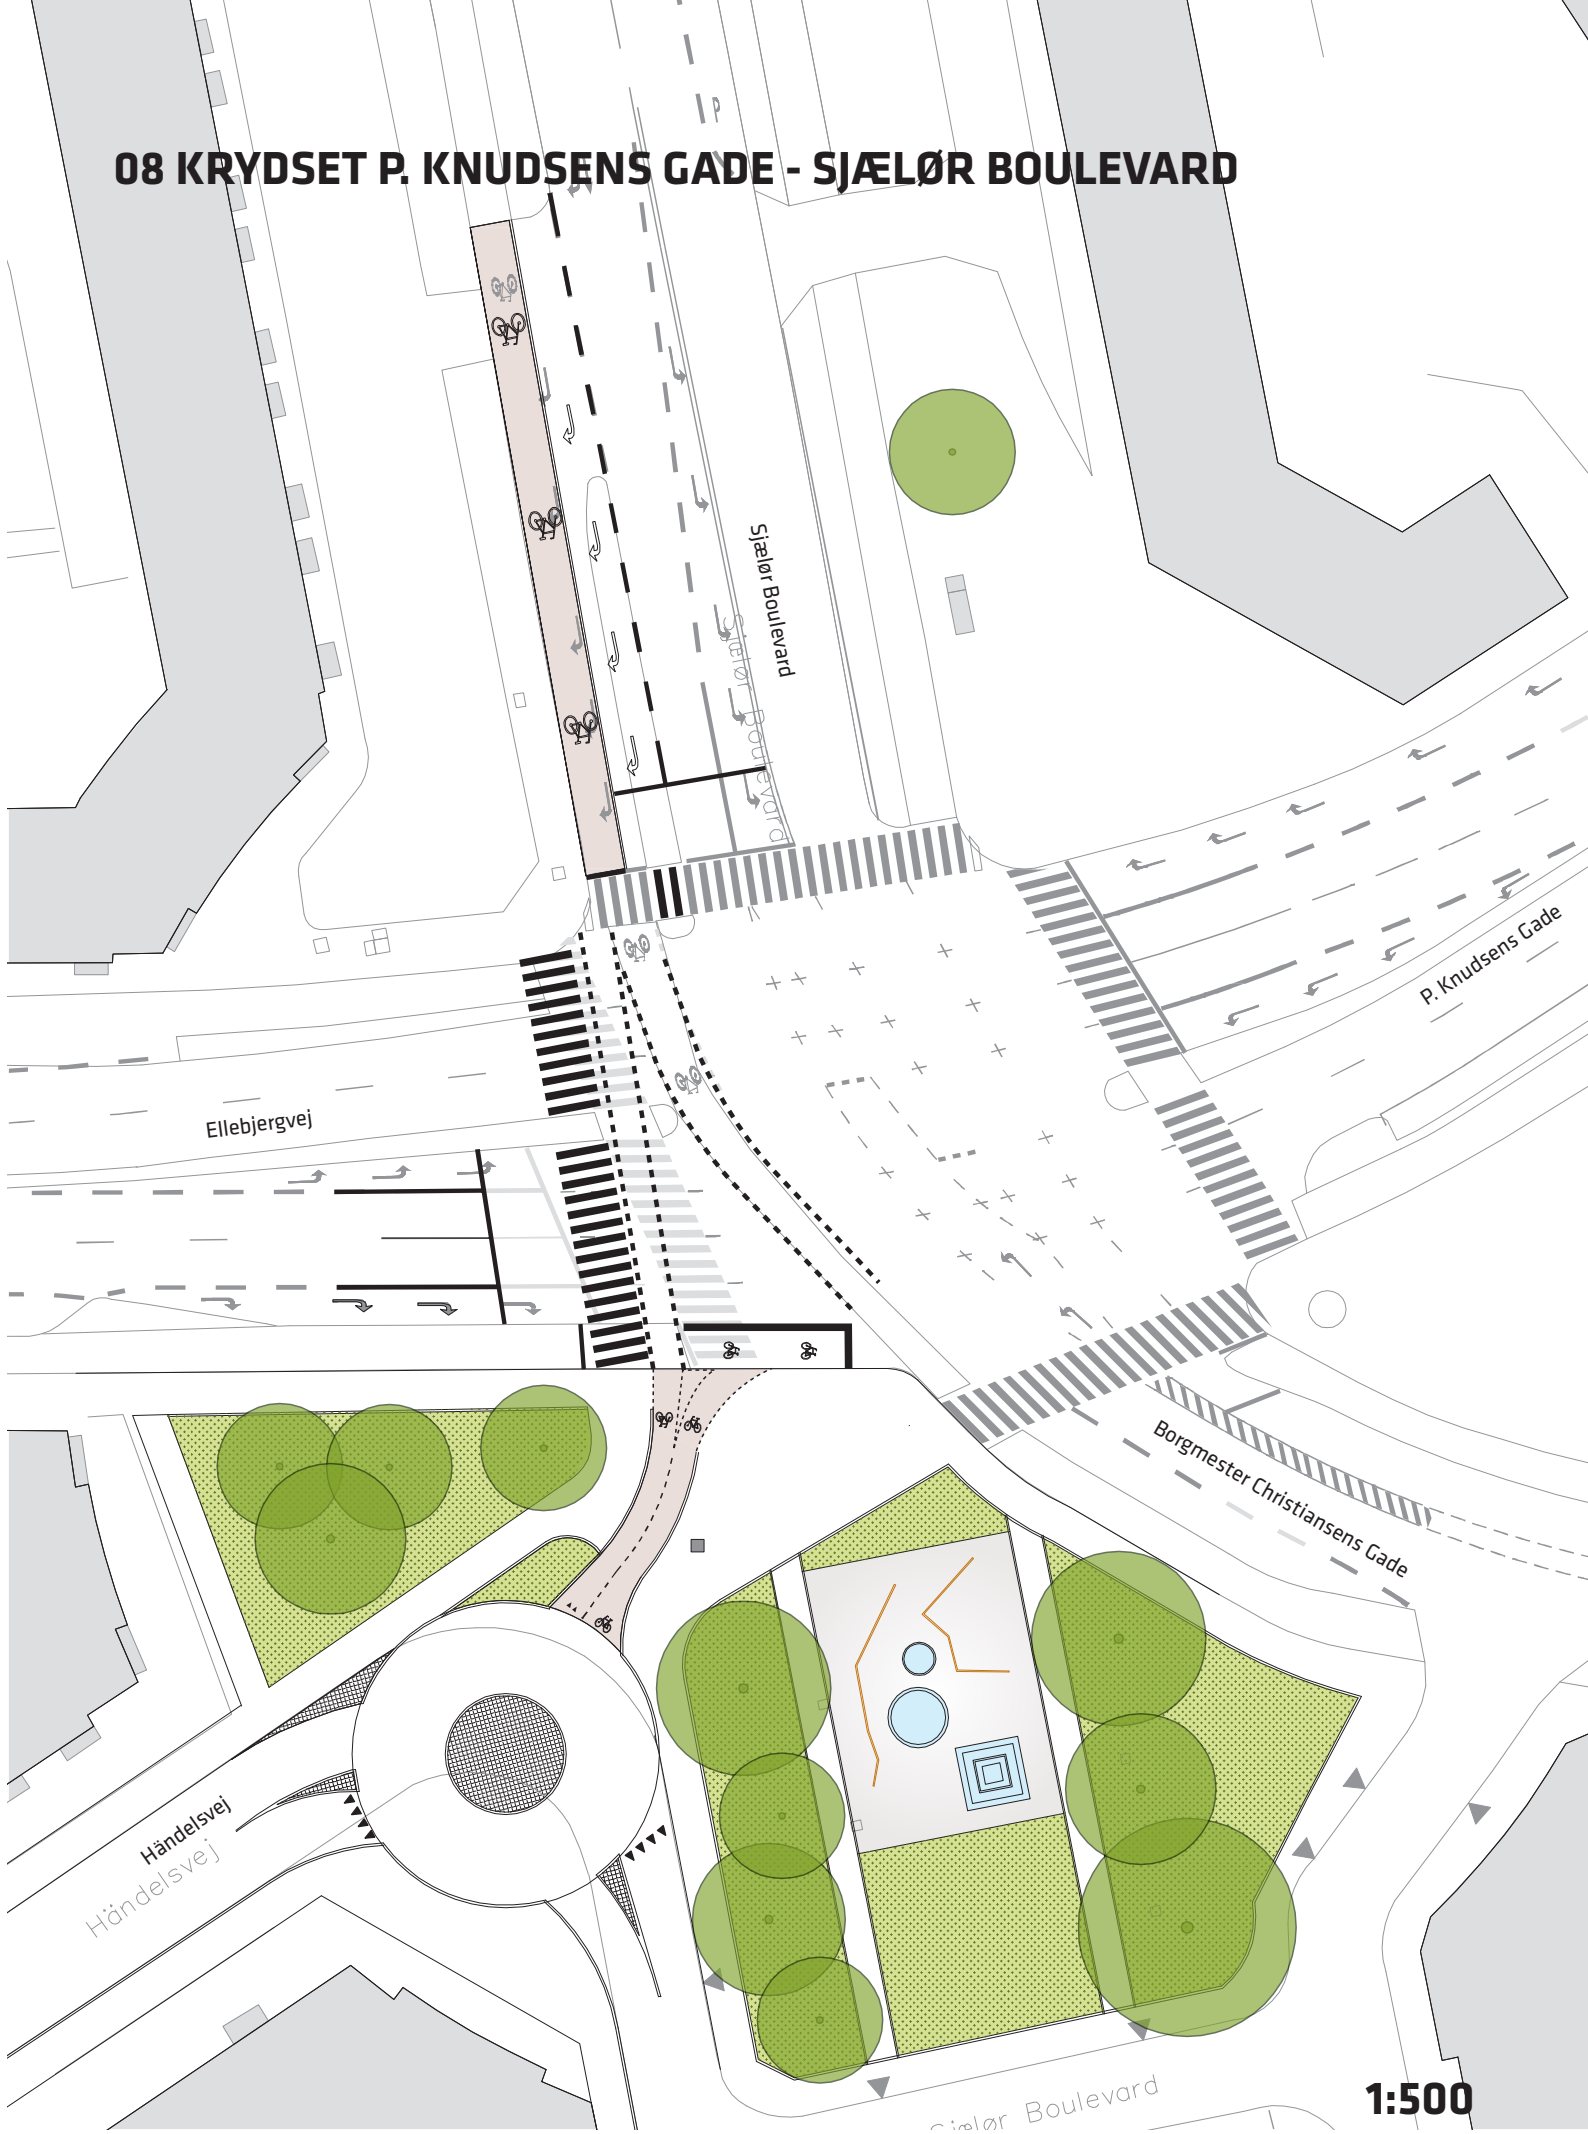 P
08 KRYDSET P. KNUDSENS GADE - SJÆLØR BOULEVARD
Sjælør Boulevard
Sjælør Boulevard
P. Knudsens Gade
Ellebjergvej
Borgmester Christiansens Gade
Händelsvej
Händelsvej
Sjælør Boulevard
1:500